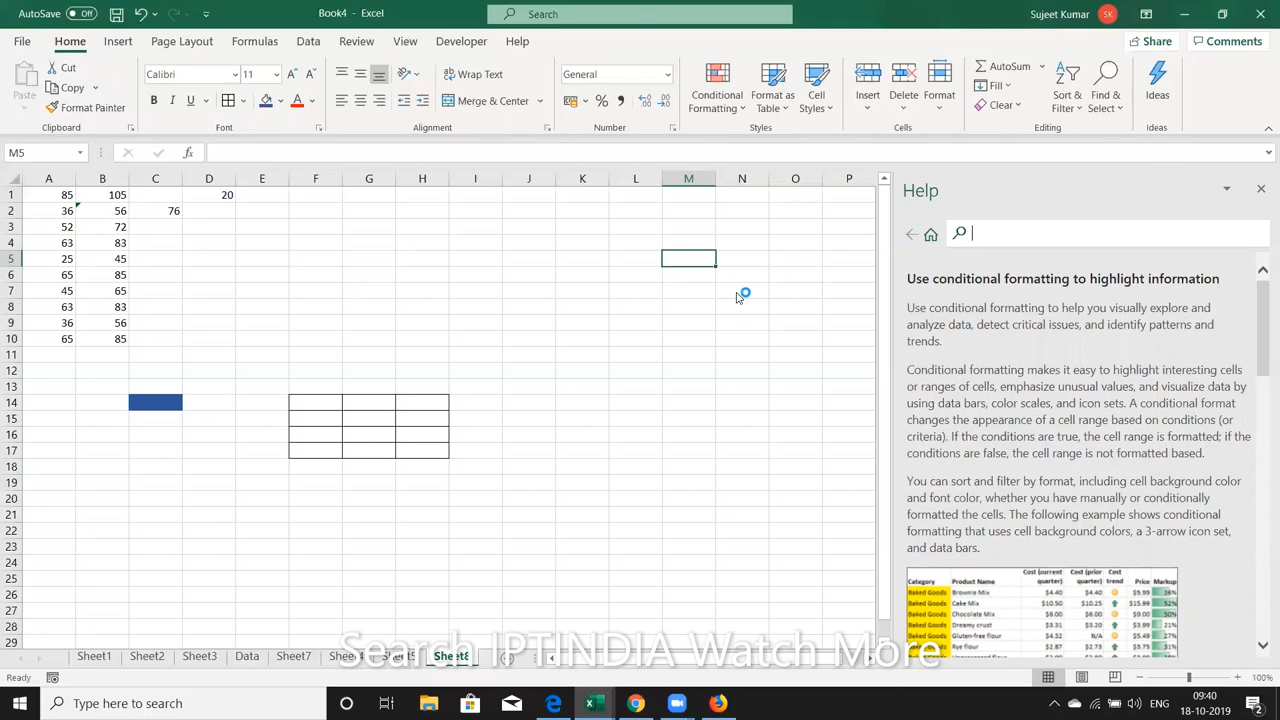 AutoSave Off Book4 - Excel Search Sujeet Kumar SK
File Home Insert Page Layout Formulas Data Review View Developer Help Share Comments
Paste Cut Copy Format Painter Clipboard
Calibri 11 A A B I U A Font
ab Wrap Text Merge & Center Alignment
General % , Number
Conditional Formatting Format as Table Cell Styles Styles
Insert Delete Format Cells
AutoSum Fill Clear Sort & Filter Find & Select Editing
Ideas Ideas
M5 fx
A B C D E F G H I J K L M N O P
1 85 105 20
2 36 56 76
3 52 72
4 63 83
5 25 45
6 65 85
7 45 65
8 63 83
9 36 56
10 65 85
11
12
13
14
15
16
17
18
19
20
21
22
23
24
25
26
27
28
29
Help
Use conditional formatting to highlight information
Use conditional formatting to help you visually explore and
analyze data, detect critical issues, and identify patterns and
trends.
Conditional formatting makes it easy to highlight interesting cells
or ranges of cells, emphasize unusual values, and visualize data by
using data bars, color scales, and icon sets. A conditional format
changes the appearance of a cell range based on conditions (or
criteria). If the conditions are true, the cell range is formatted; if
the conditions are false, the cell range is not formatted based.
You can sort and filter by format, including cell background color
and font color, whether you have manually or conditionally
formatted the cells. The following example shows conditional
formatting that uses cell background colors, a 3-arrow icon set,
and data bars.
Category Product Name Cost (current quarter) Cost (prior quarter) Cost trend Price Markup
Baked Goods Brownie Mix $4.40 $4.40 $5.99 36%
Baked Goods Cake Mix $10.50 $10.25 $15.99 52%
Baked Goods Chocolate Mix $6.00 $6.00 $9.00 50%
Baked Goods Dreamy crust $3.31 $3.20 $3.99 21%
Baked Goods Gluten-free flour $4.32 N/A $5.49 27%
Baked Goods Rye flour $2.87 $2.73 $3.75 31%
Search IPTINDIA Watch More
Sheet1 Sheet2 Sheet7 Sheet8
Ready 100%
Type here to search ENG 09:40
18-10-2019